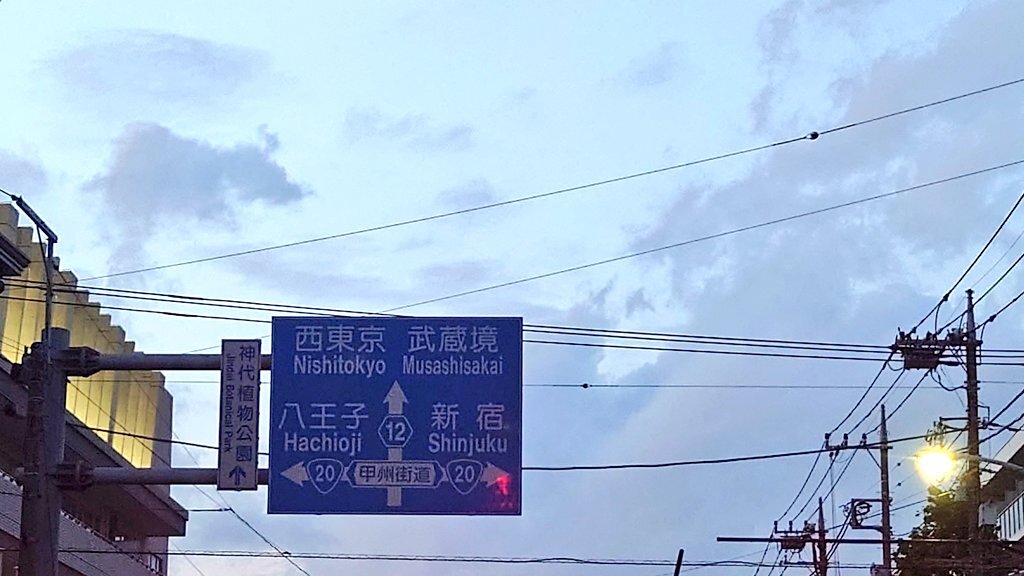 神代植物公園
Jindai Botanical Park
西東京 武蔵境
Nishitokyo Musashisakai
八王子 新宿
Hachioji 12 Shinjuku
20 甲州街道 20